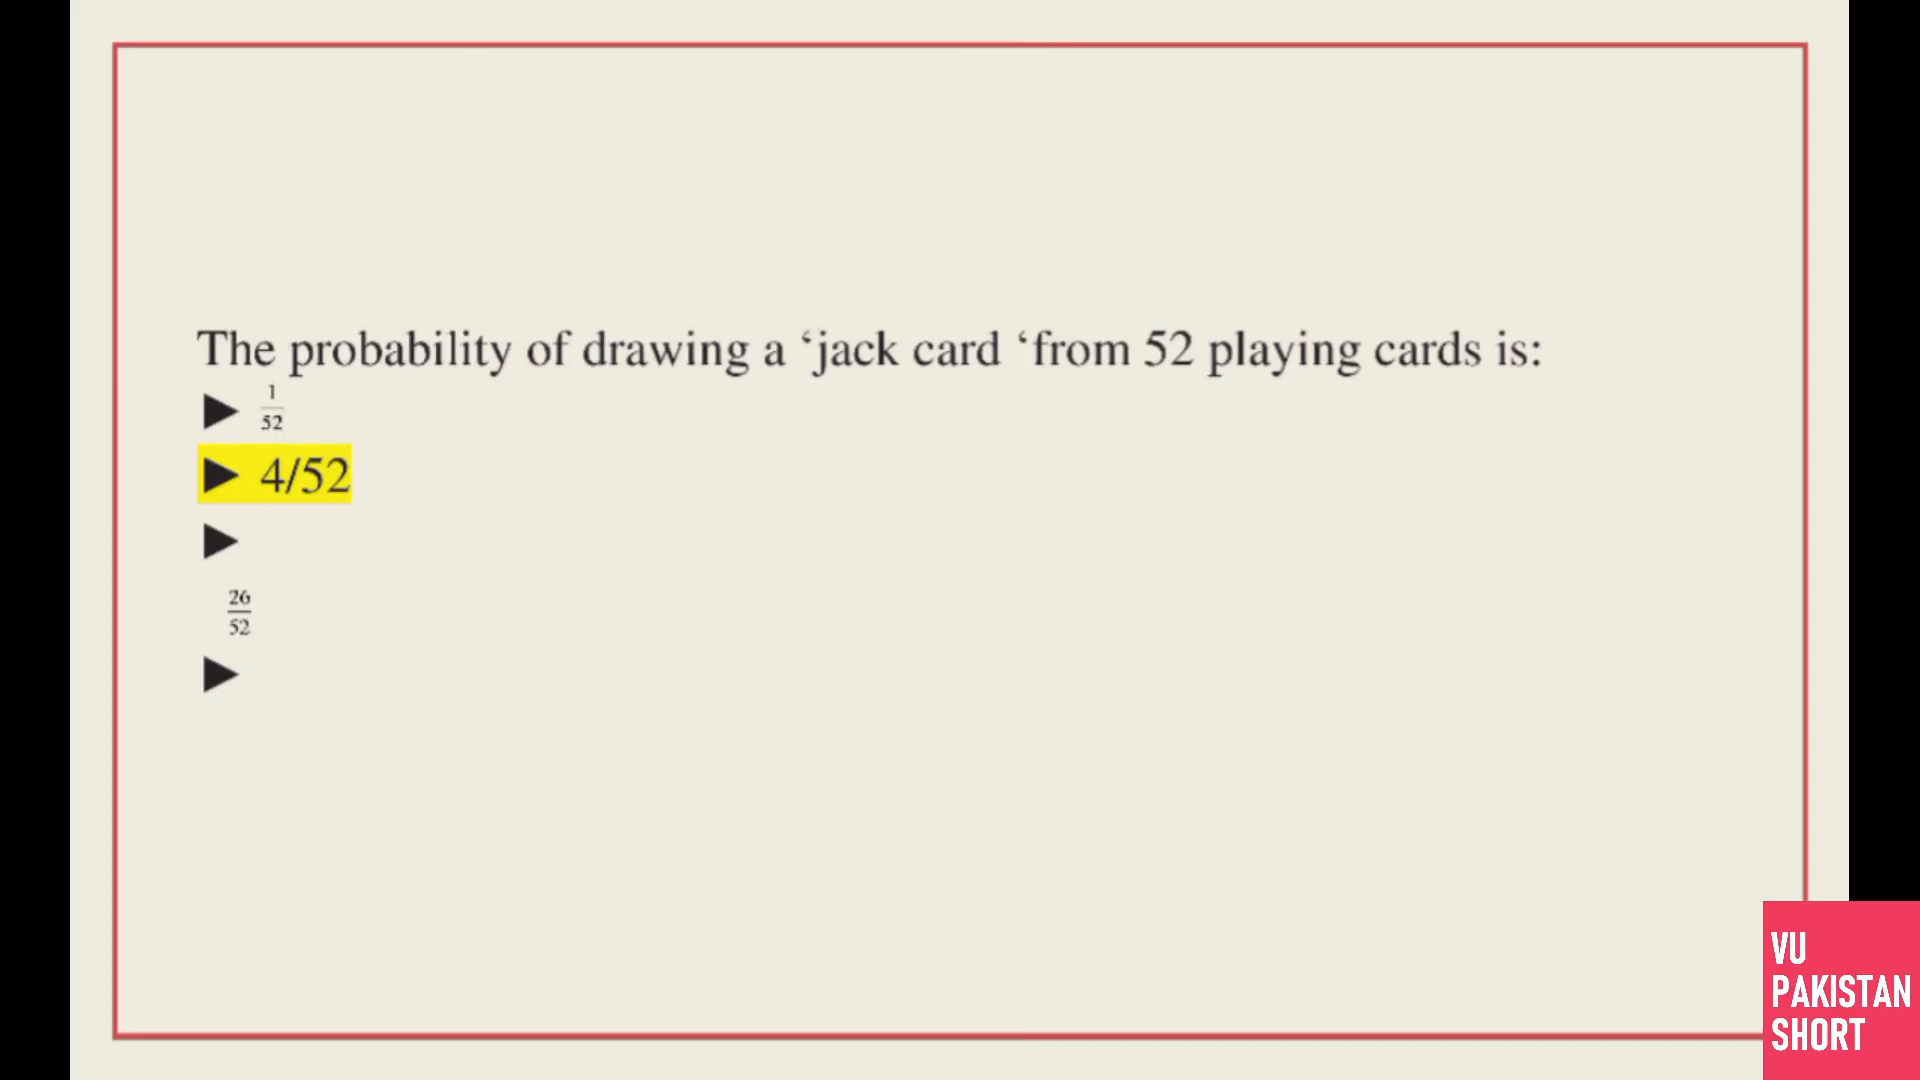 The probability of drawing a ‘jack card ‘from 52 playing cards is:
► 1/52
► 4/52
►
26/52
►
VU
PAKISTAN
SHORT